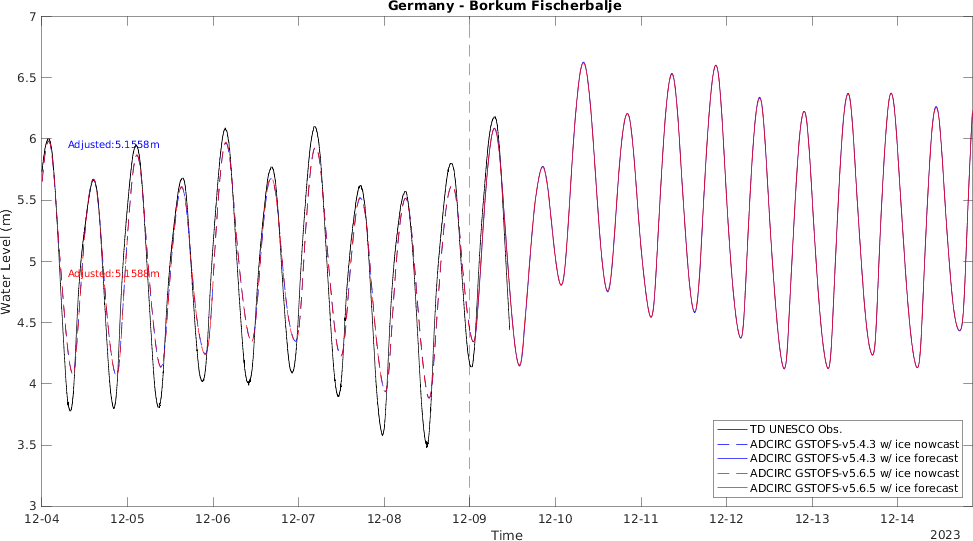 Germany - Borkum Fischerbalje
7
6.5
6
5.5
5
4.5
4
3.5
3
Water Level (m)
Adjusted:5.1558m
Adjusted:5.1588m
TD UNESCO Obs.
ADCIRC GSTOFS-v5.4.3 w/ ice nowcast
ADCIRC GSTOFS-v5.4.3 w/ ice forecast
ADCIRC GSTOFS-v5.6.5 w/ ice nowcast
ADCIRC GSTOFS-v5.6.5 w/ ice forecast
12-04 12-05 12-06 12-07 12-08 12-09 12-10 12-11 12-12 12-13 12-14
Time
2023